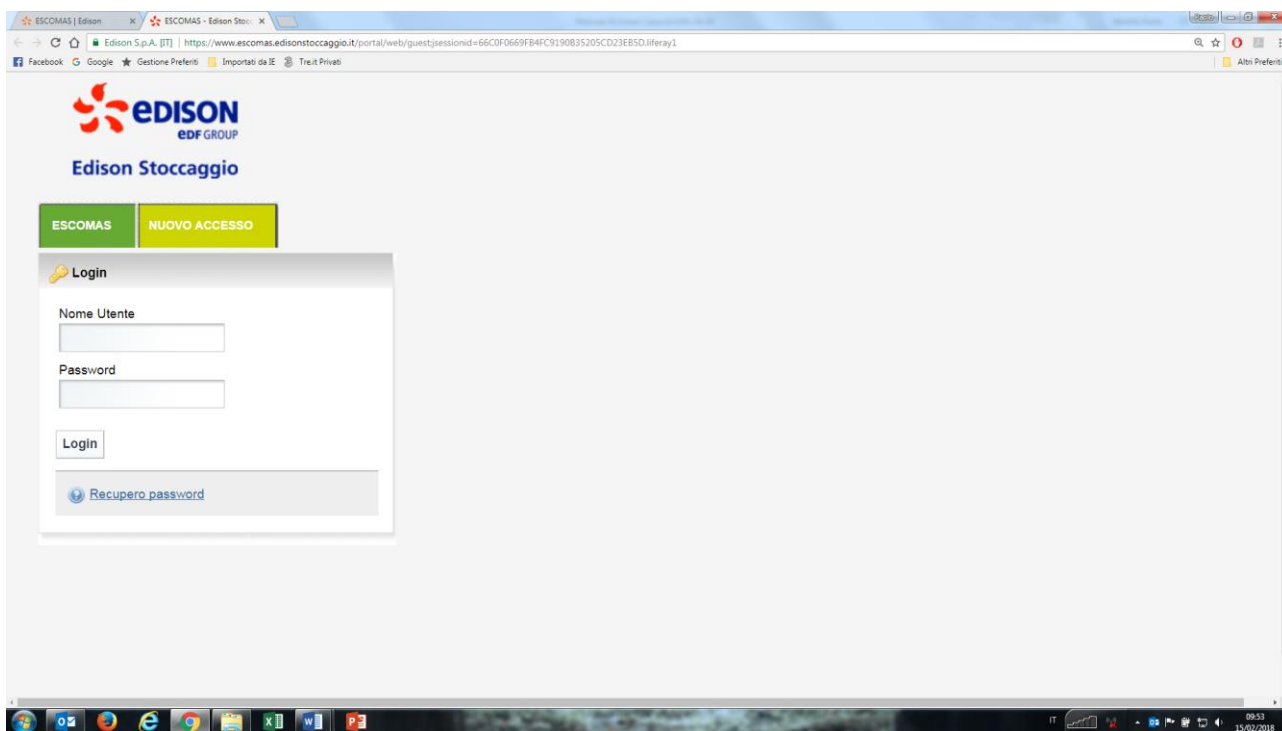 ESCOMAS | Edison
ESCOMAS - Edison Stoc
Edison S.p.A. [IT] | https://www.escomas.edisonstoccaggio.it/portal/web/guest;jsessionid=66C0F0669FB4FC9190B35205CD23EB5D.liferay1
Facebook Google Gestione Preferiti Importati da IE Tre.it Privati Altri Preferiti
eDISON
eDF GROUP
Edison Stoccaggio
ESCOMAS NUOVO ACCESSO
Login
Nome Utente
Password
Login
Recupero password
IT
09:53
15/02/2018